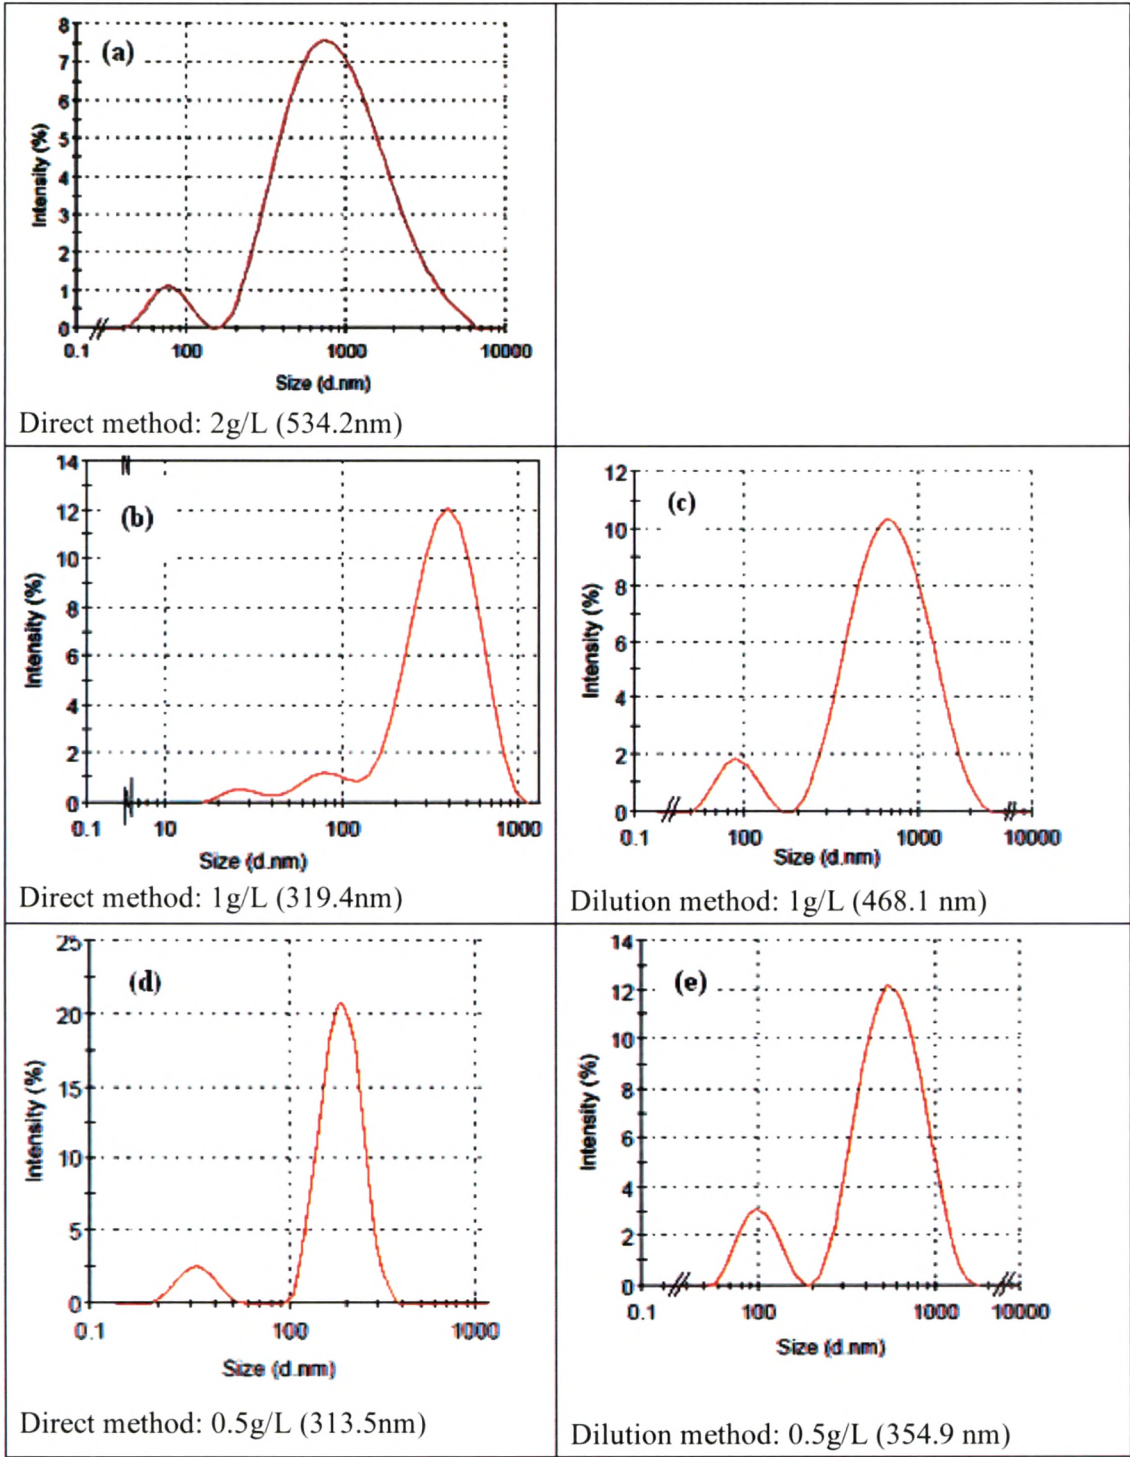 8
7
6
5
4
3
2
1
0
(a)
Intensity (%)
0.1 100 1000 10000
Size (d.nm)
Direct method: 2g/L (534.2nm)
14
12
10
8
6
4
2
0
(b)
Intensity (%)
0.1 10 100 1000
Size (d.nm)
Direct method: 1g/L (319.4nm)
12
10
8
6
4
2
0
(c)
Intensity (%)
0.1 100 1000 10000
Size (d.nm)
Dilution method: 1g/L (468.1 nm)
25
20
15
10
5
0
(d)
Intensity (%)
0.1 100 1000
Size (d.nm)
Direct method: 0.5g/L (313.5nm)
14
12
10
8
6
4
2
0
(e)
Intensity (%)
0.1 100 1000 10000
Size (d.nm)
Dilution method: 0.5g/L (354.9 nm)